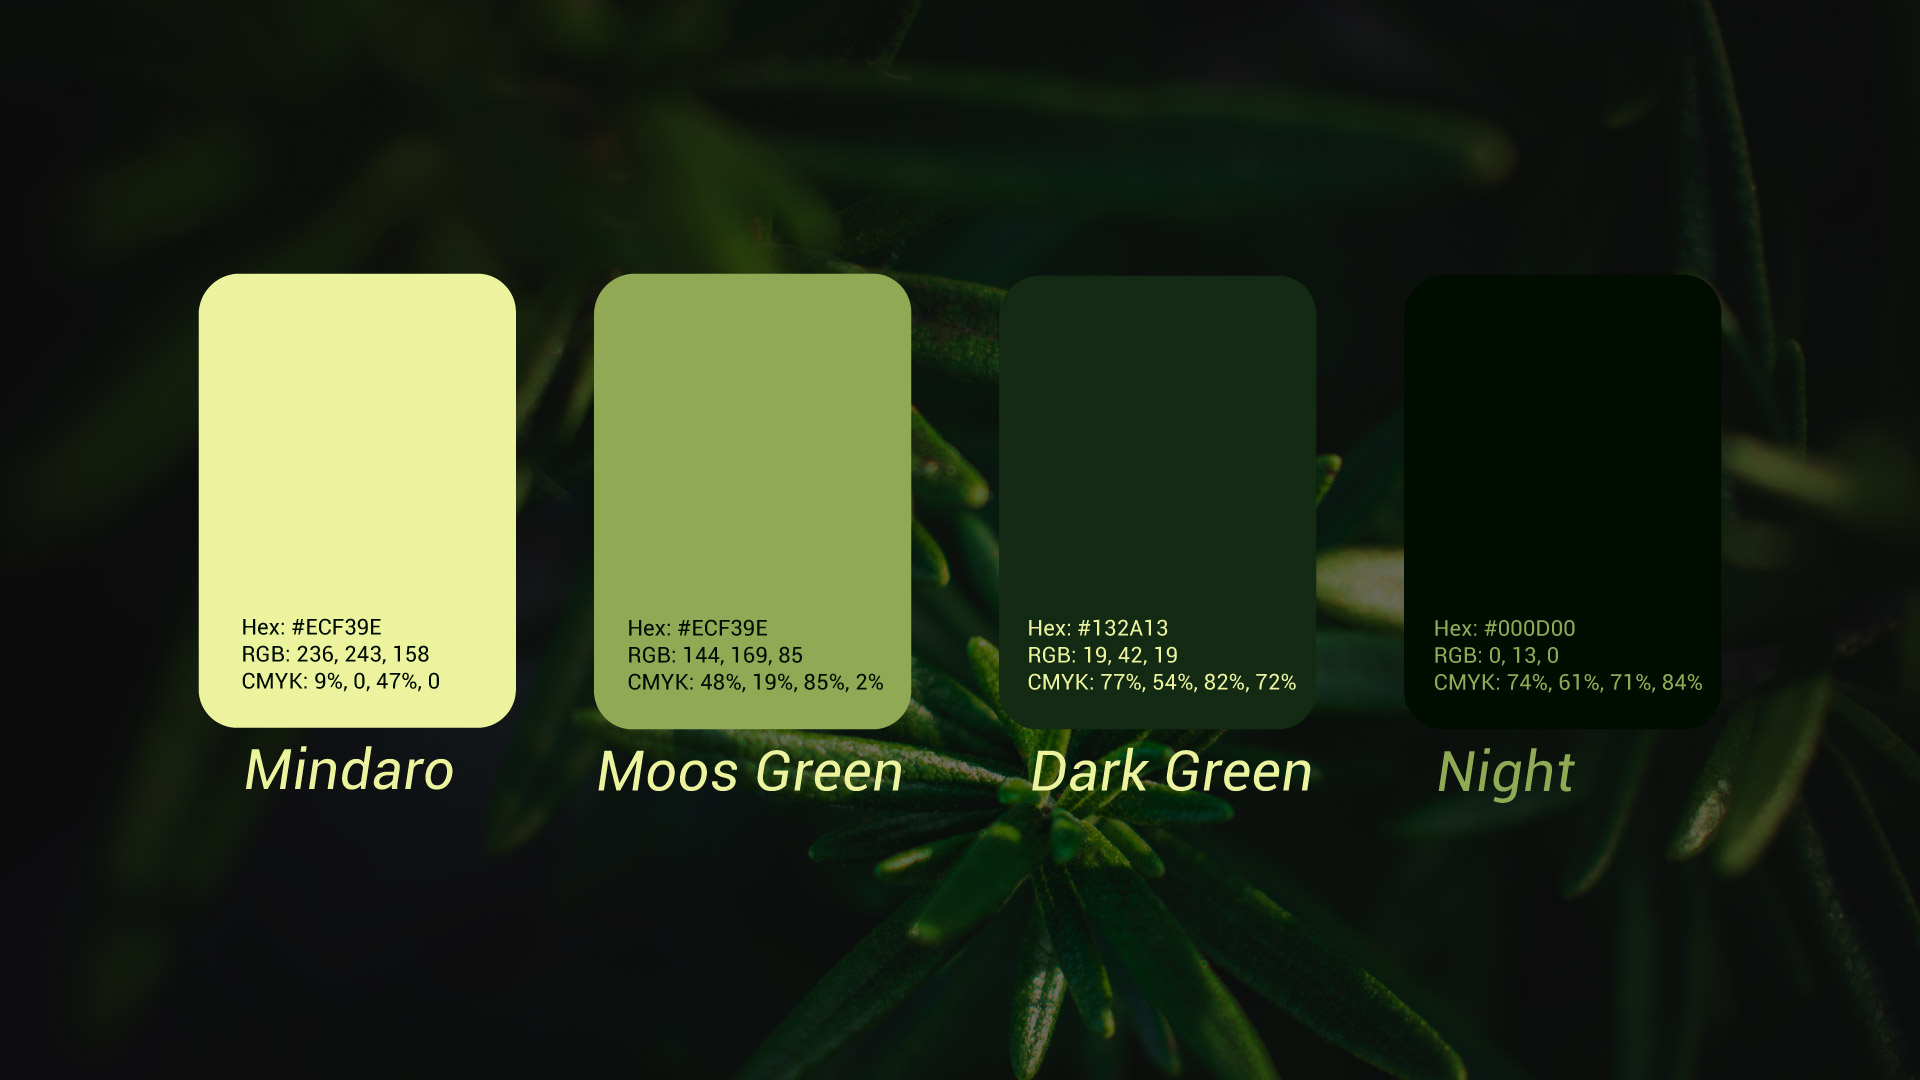 Hex: #ECF39E
RGB: 236, 243, 158
CMYK: 9%, 0, 47%, 0
Mindaro
Hex: #ECF39E
RGB: 144, 169, 85
CMYK: 48%, 19%, 85%, 2%
Moos Green
Hex: #132A13
RGB: 19, 42, 19
CMYK: 77%, 54%, 82%, 72%
Dark Green
Hex: #000D00
RGB: 0, 13, 0
CMYK: 74%, 61%, 71%, 84%
Night